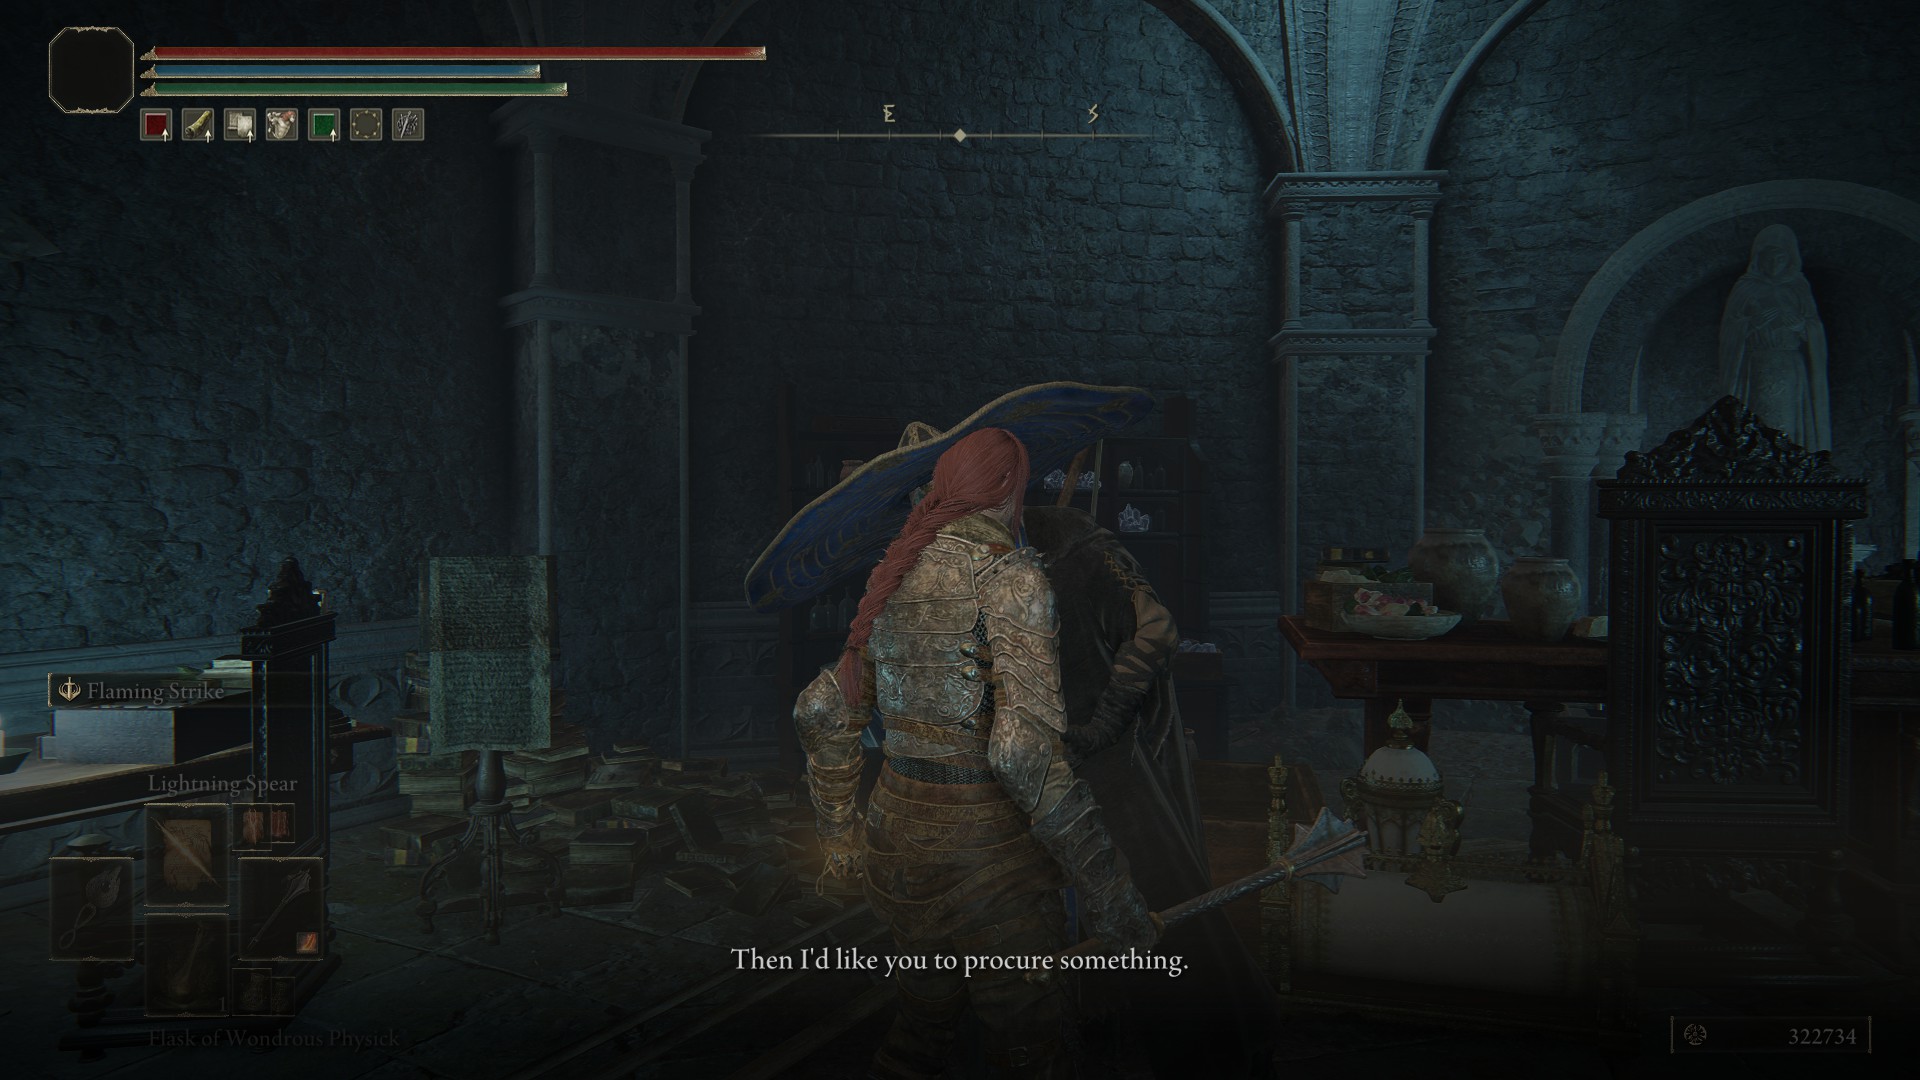 E S
Flaming Strike
Lightning Spear
1
Then I'd like you to procure something.
Flask of Wondrous Physick
322734